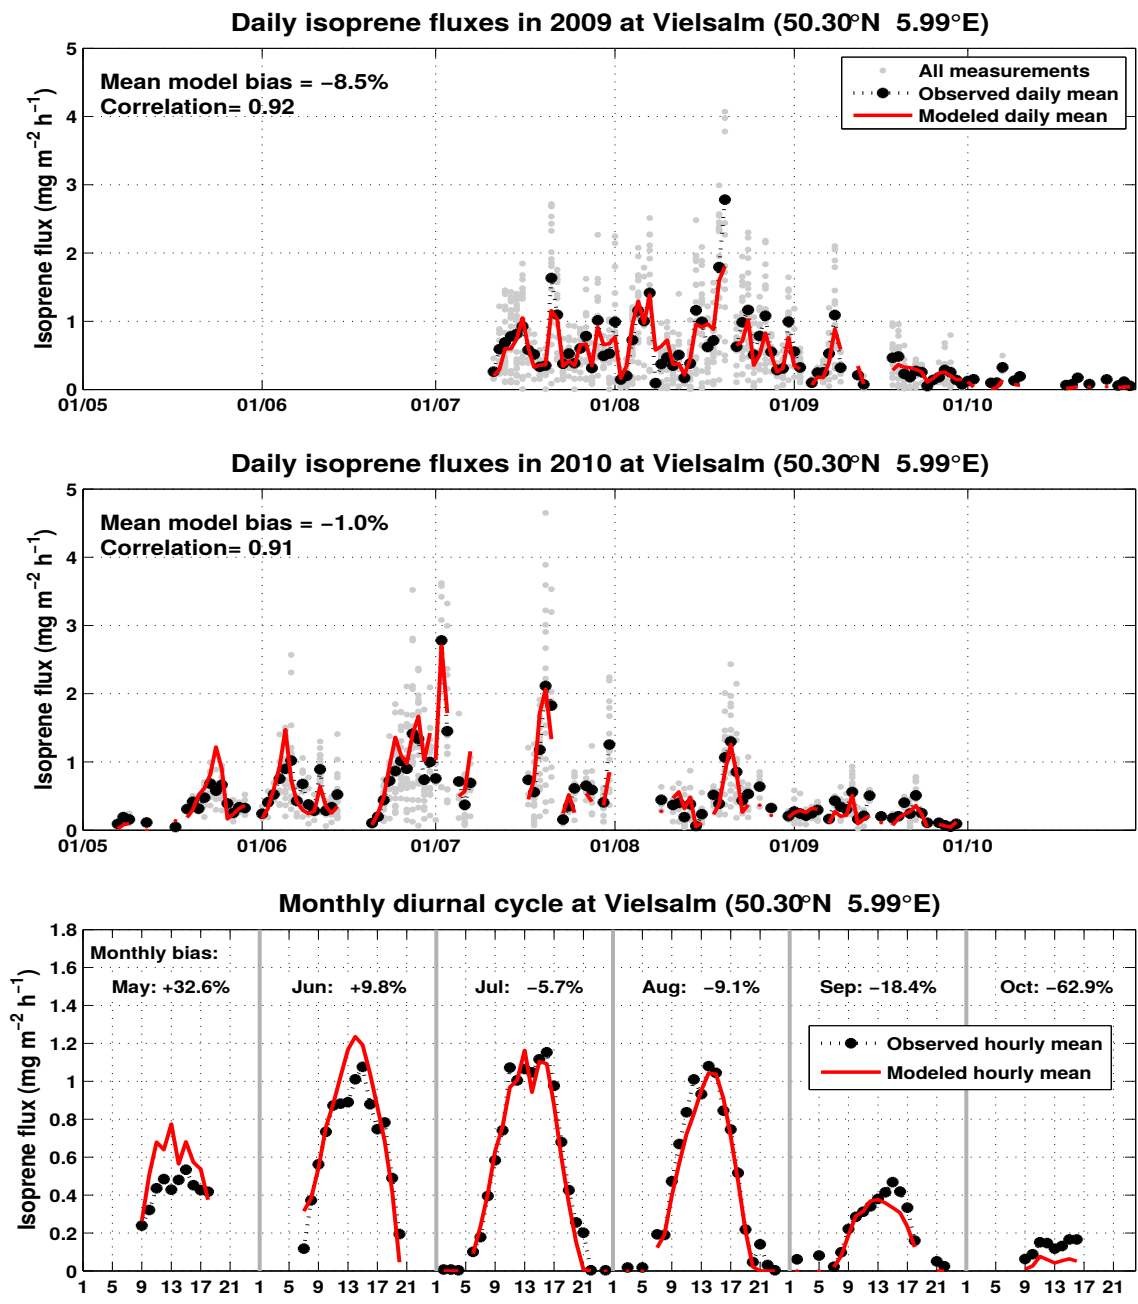 Daily isoprene fluxes in 2009 at Vielsalm (50.30°N 5.99°E)
Isoprene flux (mg m−2 h−1)
5
4
3
2
1
0
Mean model bias = −8.5%
Correlation= 0.92
All measurements
Observed daily mean
Modeled daily mean
01/05 01/06 01/07 01/08 01/09 01/10
Daily isoprene fluxes in 2010 at Vielsalm (50.30°N 5.99°E)
Isoprene flux (mg m−2 h−1)
5
4
3
2
1
0
Mean model bias = −1.0%
Correlation= 0.91
01/05 01/06 01/07 01/08 01/09 01/10
Monthly diurnal cycle at Vielsalm (50.30°N 5.99°E)
Isoprene flux (mg m−2 h−1)
1.8
1.6
1.4
1.2
1
0.8
0.6
0.4
0.2
0
Monthly bias:
May: +32.6% Jun: +9.8% Jul: −5.7% Aug: −9.1% Sep: −18.4% Oct: −62.9%
Observed hourly mean
Modeled hourly mean
1 5 9 13 17 21 1 5 9 13 17 21 1 5 9 13 17 21 1 5 9 13 17 21 1 5 9 13 17 21 1 5 9 13 17 21